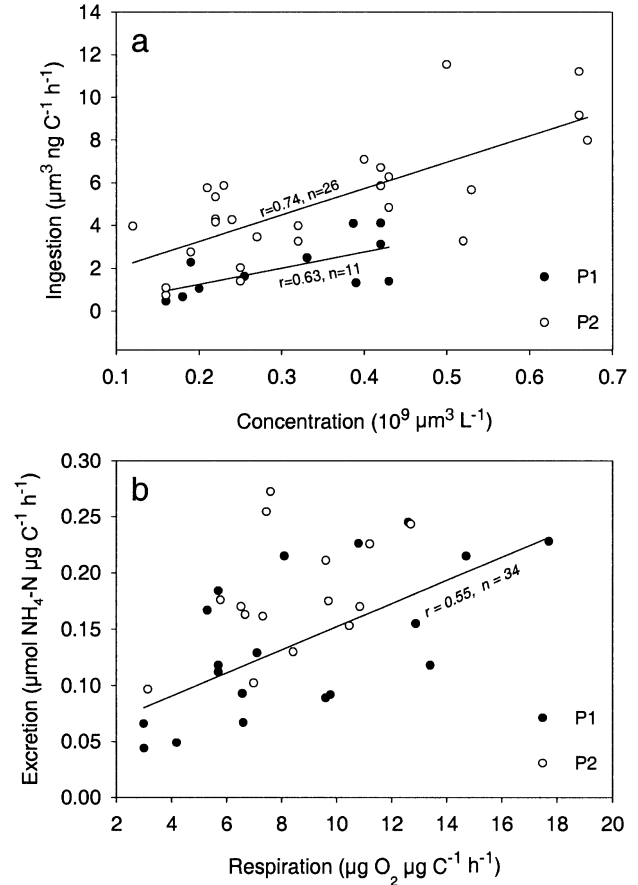 14
12
10
8
6
4
2
0
a
Ingestion (µm³ ng C⁻¹ h⁻¹)
r=0.74, n=26
r=0.63, n=11
P1
P2
0.1 0.2 0.3 0.4 0.5 0.6 0.7
Concentration (10⁹ µm³ L⁻¹)
0.30
0.25
0.20
0.15
0.10
0.05
0.00
b
Excretion (µmol NH₄-N µg C⁻¹ h⁻¹)
r = 0.55, n = 34
P1
P2
2 4 6 8 10 12 14 16 18 20
Respiration (µg O₂ µg C⁻¹ h⁻¹)